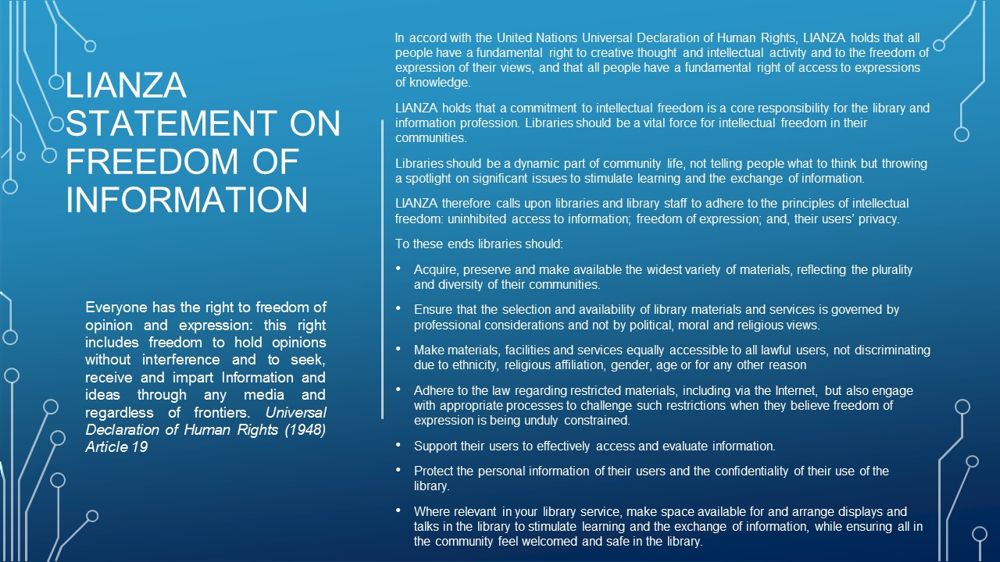 LIANZA
STATEMENT ON
FREEDOM OF
INFORMATION
Everyone has the right to freedom of
opinion and expression: this right
includes freedom to hold opinions
without interference and to seek,
receive and impart Information and
ideas through any media and
regardless of frontiers. Universal
Declaration of Human Rights (1948)
Article 19
In accord with the United Nations Universal Declaration of Human Rights, LIANZA holds that all
people have a fundamental right to creative thought and intellectual activity and to the freedom of
expression of their views, and that all people have a fundamental right of access to expressions
of knowledge.
LIANZA holds that a commitment to intellectual freedom is a core responsibility for the library and
information profession. Libraries should be a vital force for intellectual freedom in their
communities.
Libraries should be a dynamic part of community life, not telling people what to think but throwing
a spotlight on significant issues to stimulate learning and the exchange of information.
LIANZA therefore calls upon libraries and library staff to adhere to the principles of intellectual
freedom: uninhibited access to information; freedom of expression; and, their users’ privacy.
To these ends libraries should:
• Acquire, preserve and make available the widest variety of materials, reflecting the plurality
and diversity of their communities.
• Ensure that the selection and availability of library materials and services is governed by
professional considerations and not by political, moral and religious views.
• Make materials, facilities and services equally accessible to all lawful users, not discriminating
due to ethnicity, religious affiliation, gender, age or for any other reason
• Adhere to the law regarding restricted materials, including via the Internet, but also engage
with appropriate processes to challenge such restrictions when they believe freedom of
expression is being unduly constrained.
• Support their users to effectively access and evaluate information.
• Protect the personal information of their users and the confidentiality of their use of the
library.
• Where relevant in your library service, make space available for and arrange displays and
talks in the library to stimulate learning and the exchange of information, while ensuring all in
the community feel welcomed and safe in the library.